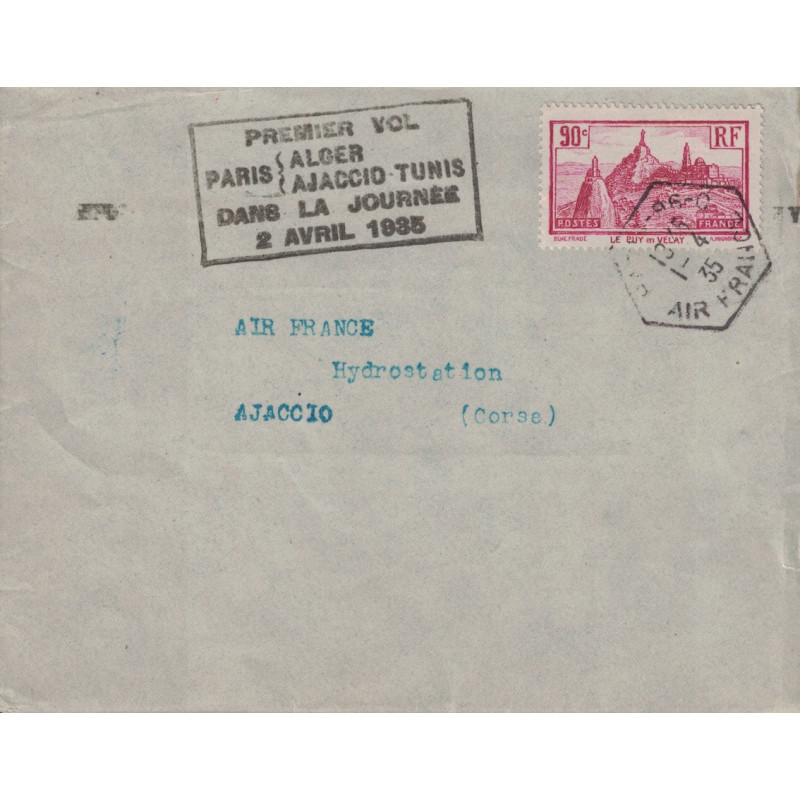 PREMIER VOL
PARIS { ALGER
AJACCIO-TUNIS
DANS LA JOURNÉE
2 AVRIL 1935
90c RF
POSTES FRANCE
LE PUY EN VELAY
4
35
AIR FRANCE
AIR FRANCE
Hydrostation
AJACCIO (Corse)